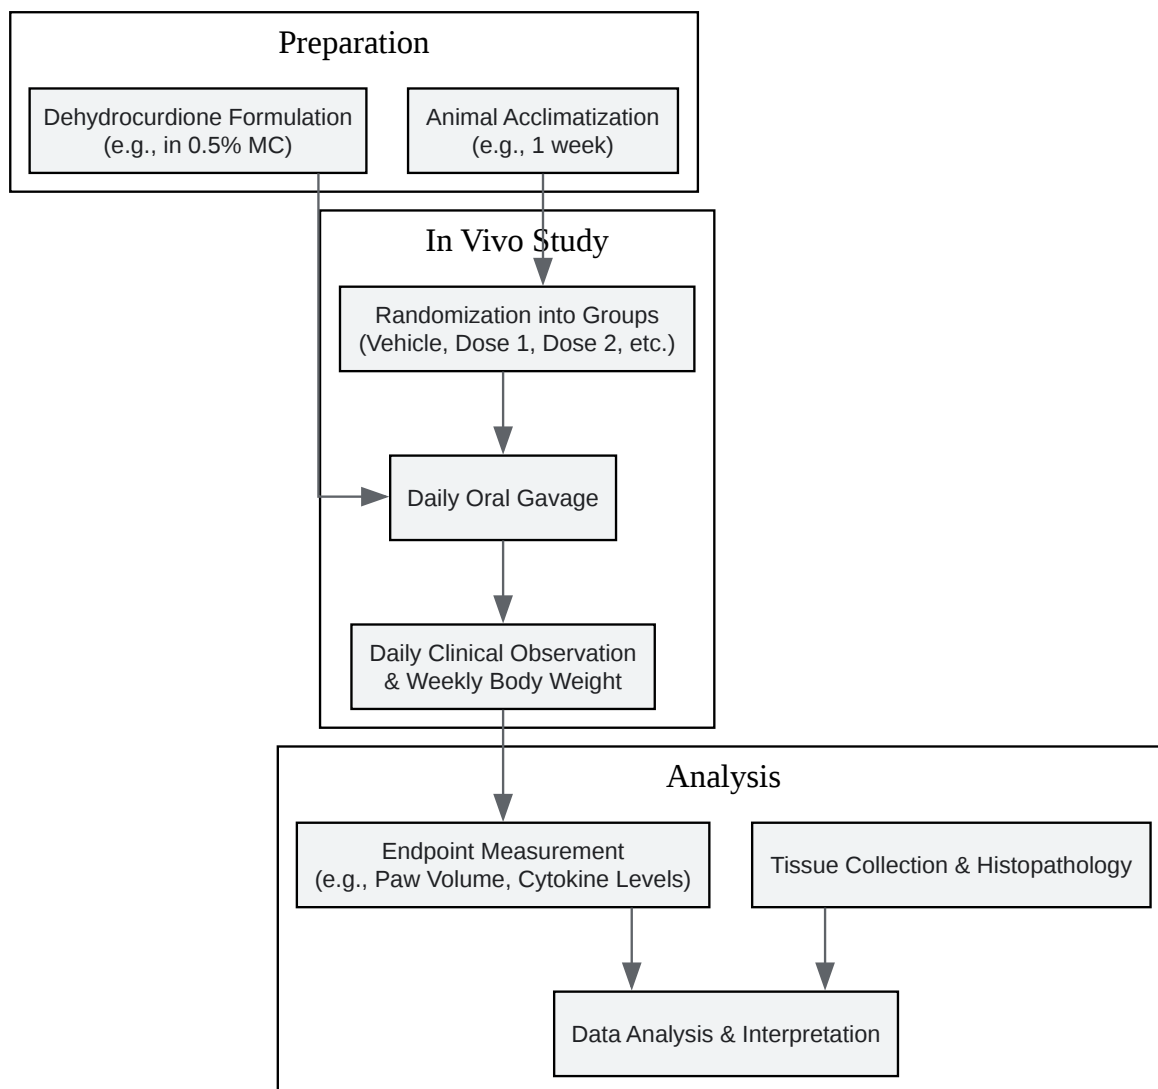 Preparation
Dehydrocurdione Formulation
(e.g., in 0.5% MC)
Animal Acclimatization
(e.g., 1 week)
In Vivo Study
Randomization into Groups
(Vehicle, Dose 1, Dose 2, etc.)
Daily Oral Gavage
Daily Clinical Observation
& Weekly Body Weight
Analysis
Endpoint Measurement
(e.g., Paw Volume, Cytokine Levels)
Tissue Collection & Histopathology
Data Analysis & Interpretation